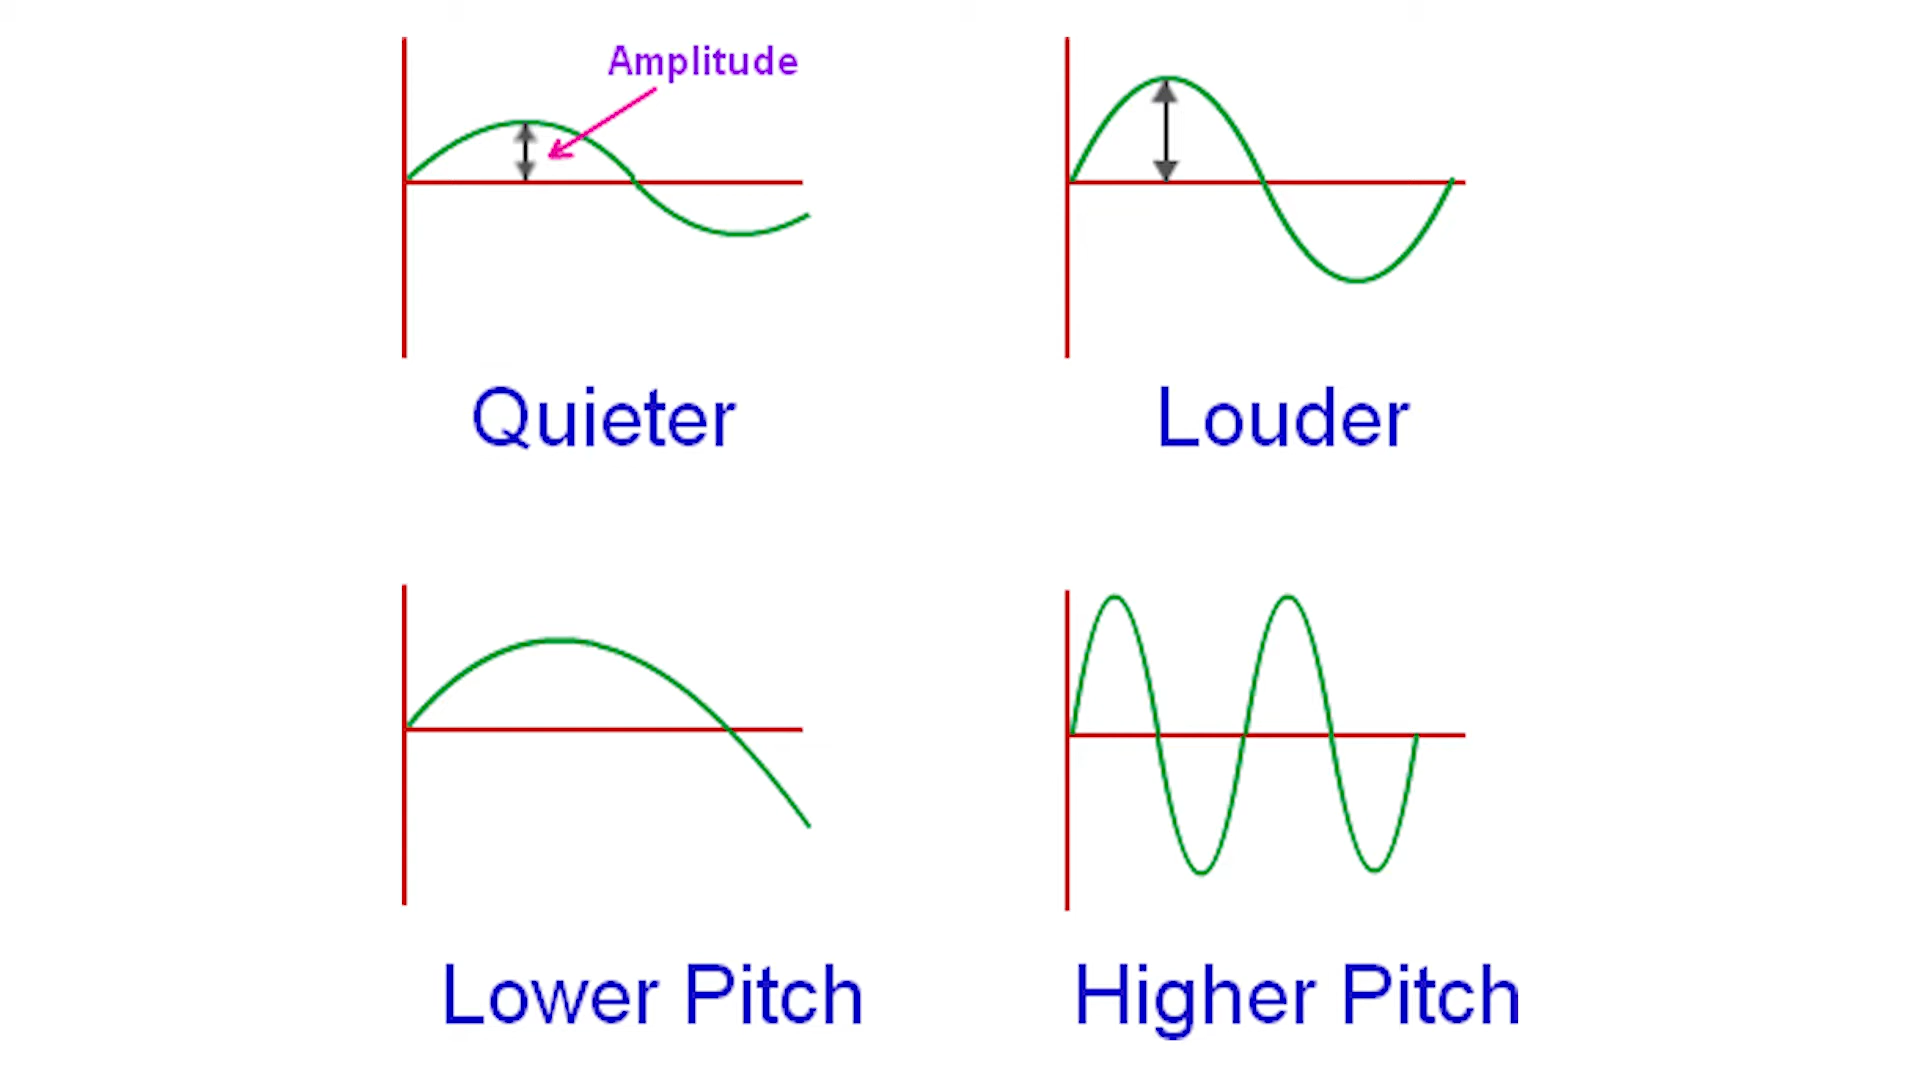 Amplitude
Quieter
Louder
Lower Pitch
Higher Pitch